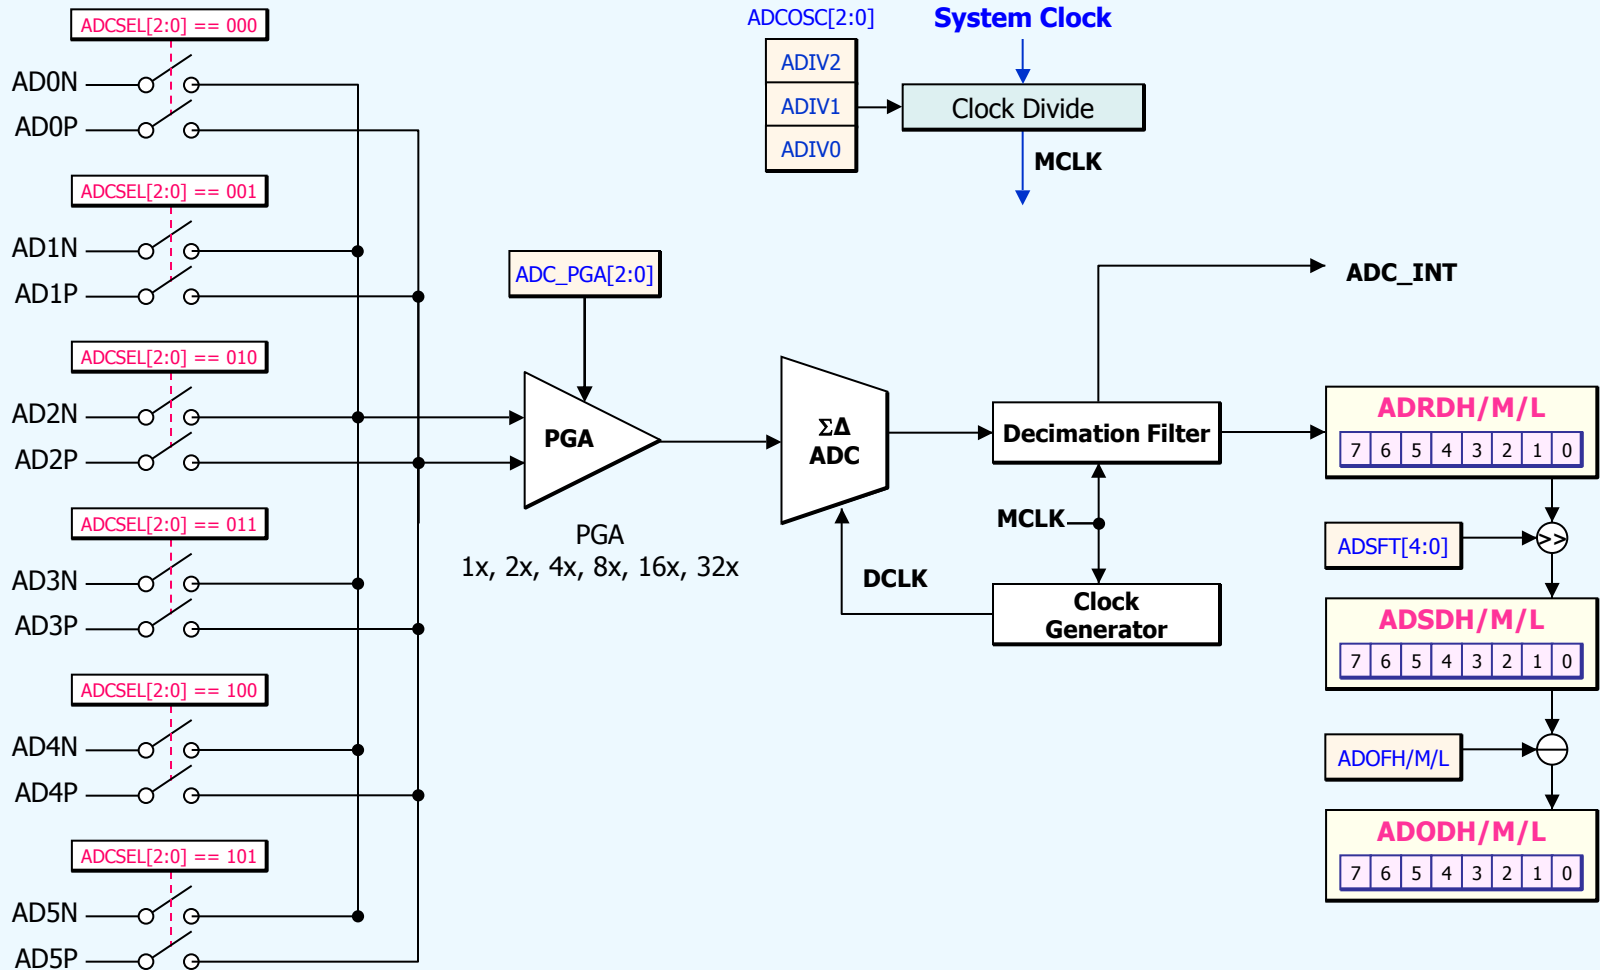 ADCSEL[2:0] == 000
AD0N
AD0P
ADCSEL[2:0] == 001
AD1N
AD1P
ADCSEL[2:0] == 010
AD2N
AD2P
ADCSEL[2:0] == 011
AD3N
AD3P
ADCSEL[2:0] == 100
AD4N
AD4P
ADCSEL[2:0] == 101
AD5N
AD5P
ADCOSC[2:0]
ADIV2
ADIV1
ADIV0
System Clock
Clock Divide
MCLK
ADC_PGA[2:0]
PGA
PGA
1x, 2x, 4x, 8x, 16x, 32x
ΣΔ
ADC
Decimation Filter
ADC_INT
MCLK
DCLK
Clock
Generator
ADRDH/M/L
7 6 5 4 3 2 1 0
ADSFT[4:0]
>>
ADSDH/M/L
7 6 5 4 3 2 1 0
ADOFH/M/L
ADODH/M/L
7 6 5 4 3 2 1 0